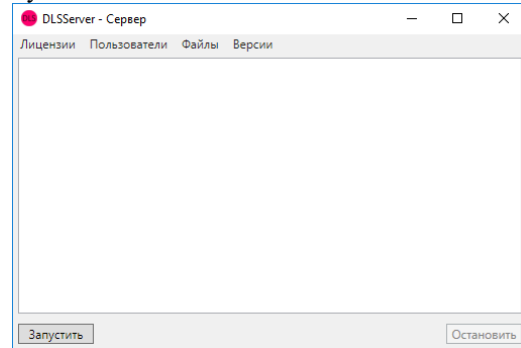 DLSServer - Сервер
Лицензии Пользователи Файлы Версии
Запустить Остановить